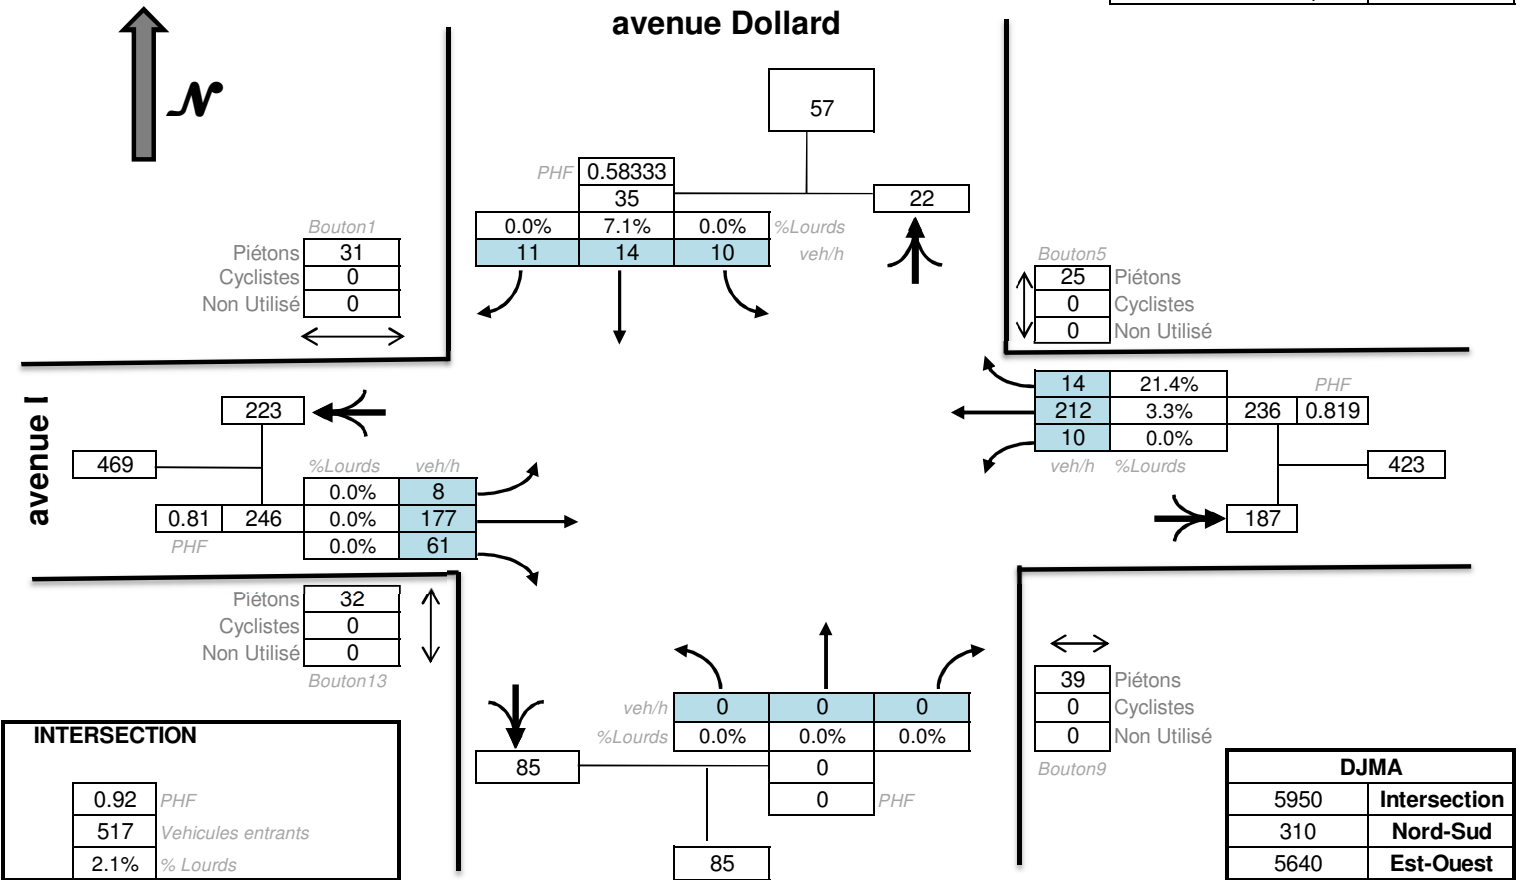 avenue Dollard
N
57
PHF 0.58333
35
22
0.0% 7.1% 0.0% %Lourds
11 14 10 veh/h
Bouton1
Piétons 31
Cyclistes 0
Non Utilisé 0
Bouton5
25 Piétons
0 Cyclistes
0 Non Utilisé
14 21.4% PHF
212 3.3% 236 0.819
10 0.0%
veh/h %Lourds
423
187
avenue
223
469
%Lourds veh/h
0.0% 8
0.81 246 0.0% 177
PHF 0.0% 61
Piétons 32
Cyclistes 0
Non Utilisé 0
Bouton13
veh/h 0 0 0
%Lourds 0.0% 0.0% 0.0%
85 0
0 PHF
85
39 Piétons
0 Cyclistes
0 Non Utilisé
Bouton9
INTERSECTION
0.92 PHF
517 Vehicules entrants
2.1% % Lourds
DJMA
5950 Intersection
310 Nord-Sud
5640 Est-Ouest